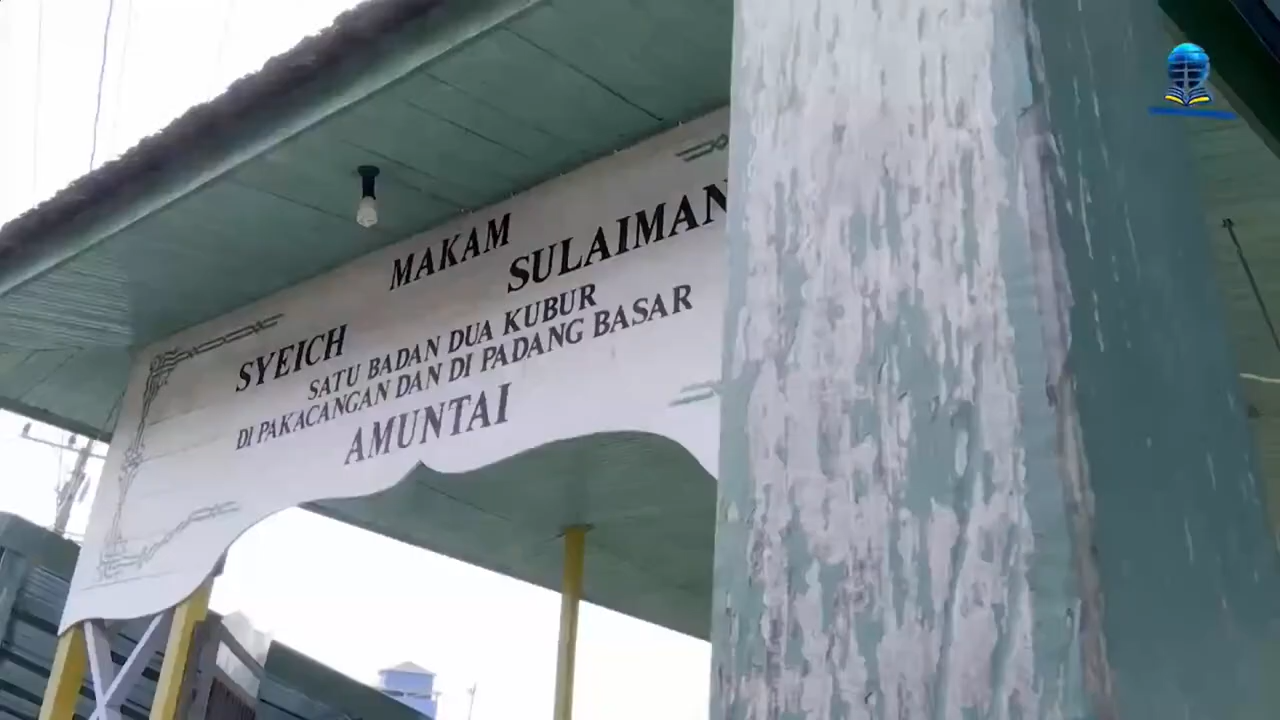 MAKAM
SYEICH SULAIMAN
SATU BADAN DUA KUBUR
DI PAKACANGAN DAN DI PADANG BASAR
AMUNTAI